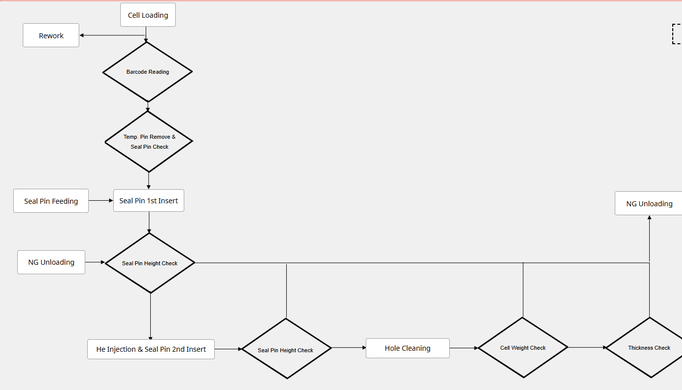 Cell Loading
Rework
Barcode Reading
Temp. Pin Remove &
Seal Pin Check
Seal Pin Feeding
Seal Pin 1st Insert
NG Unloading
NG Unloading
Seal Pin Height Check
He Injection & Seal Pin 2nd Insert
Seal Pin Height Check
Hole Cleaning
Cell Weight Check
Thickness Check